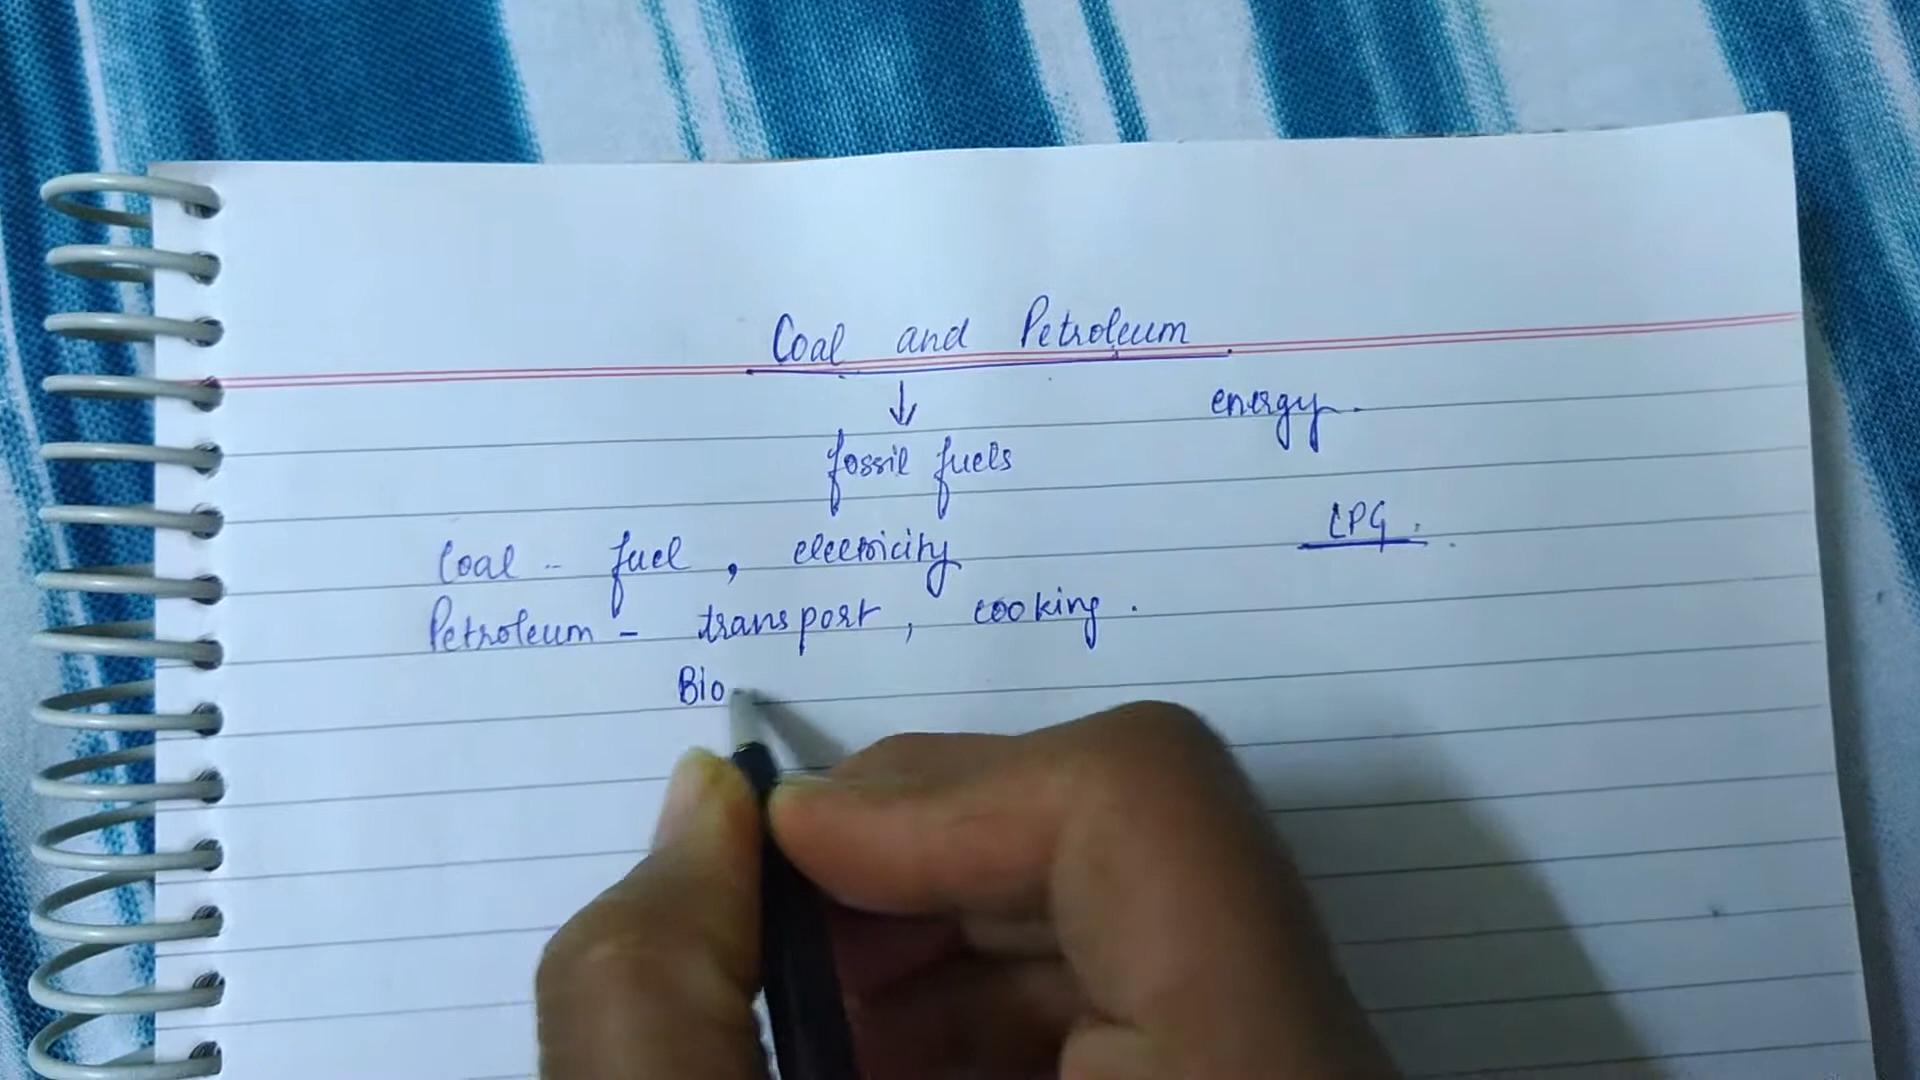 Coal and Petroleum
↓ energy.
fossil fuels
LPG.
Coal - fuel, electricity
Petroleum - transport, cooking.
Bio